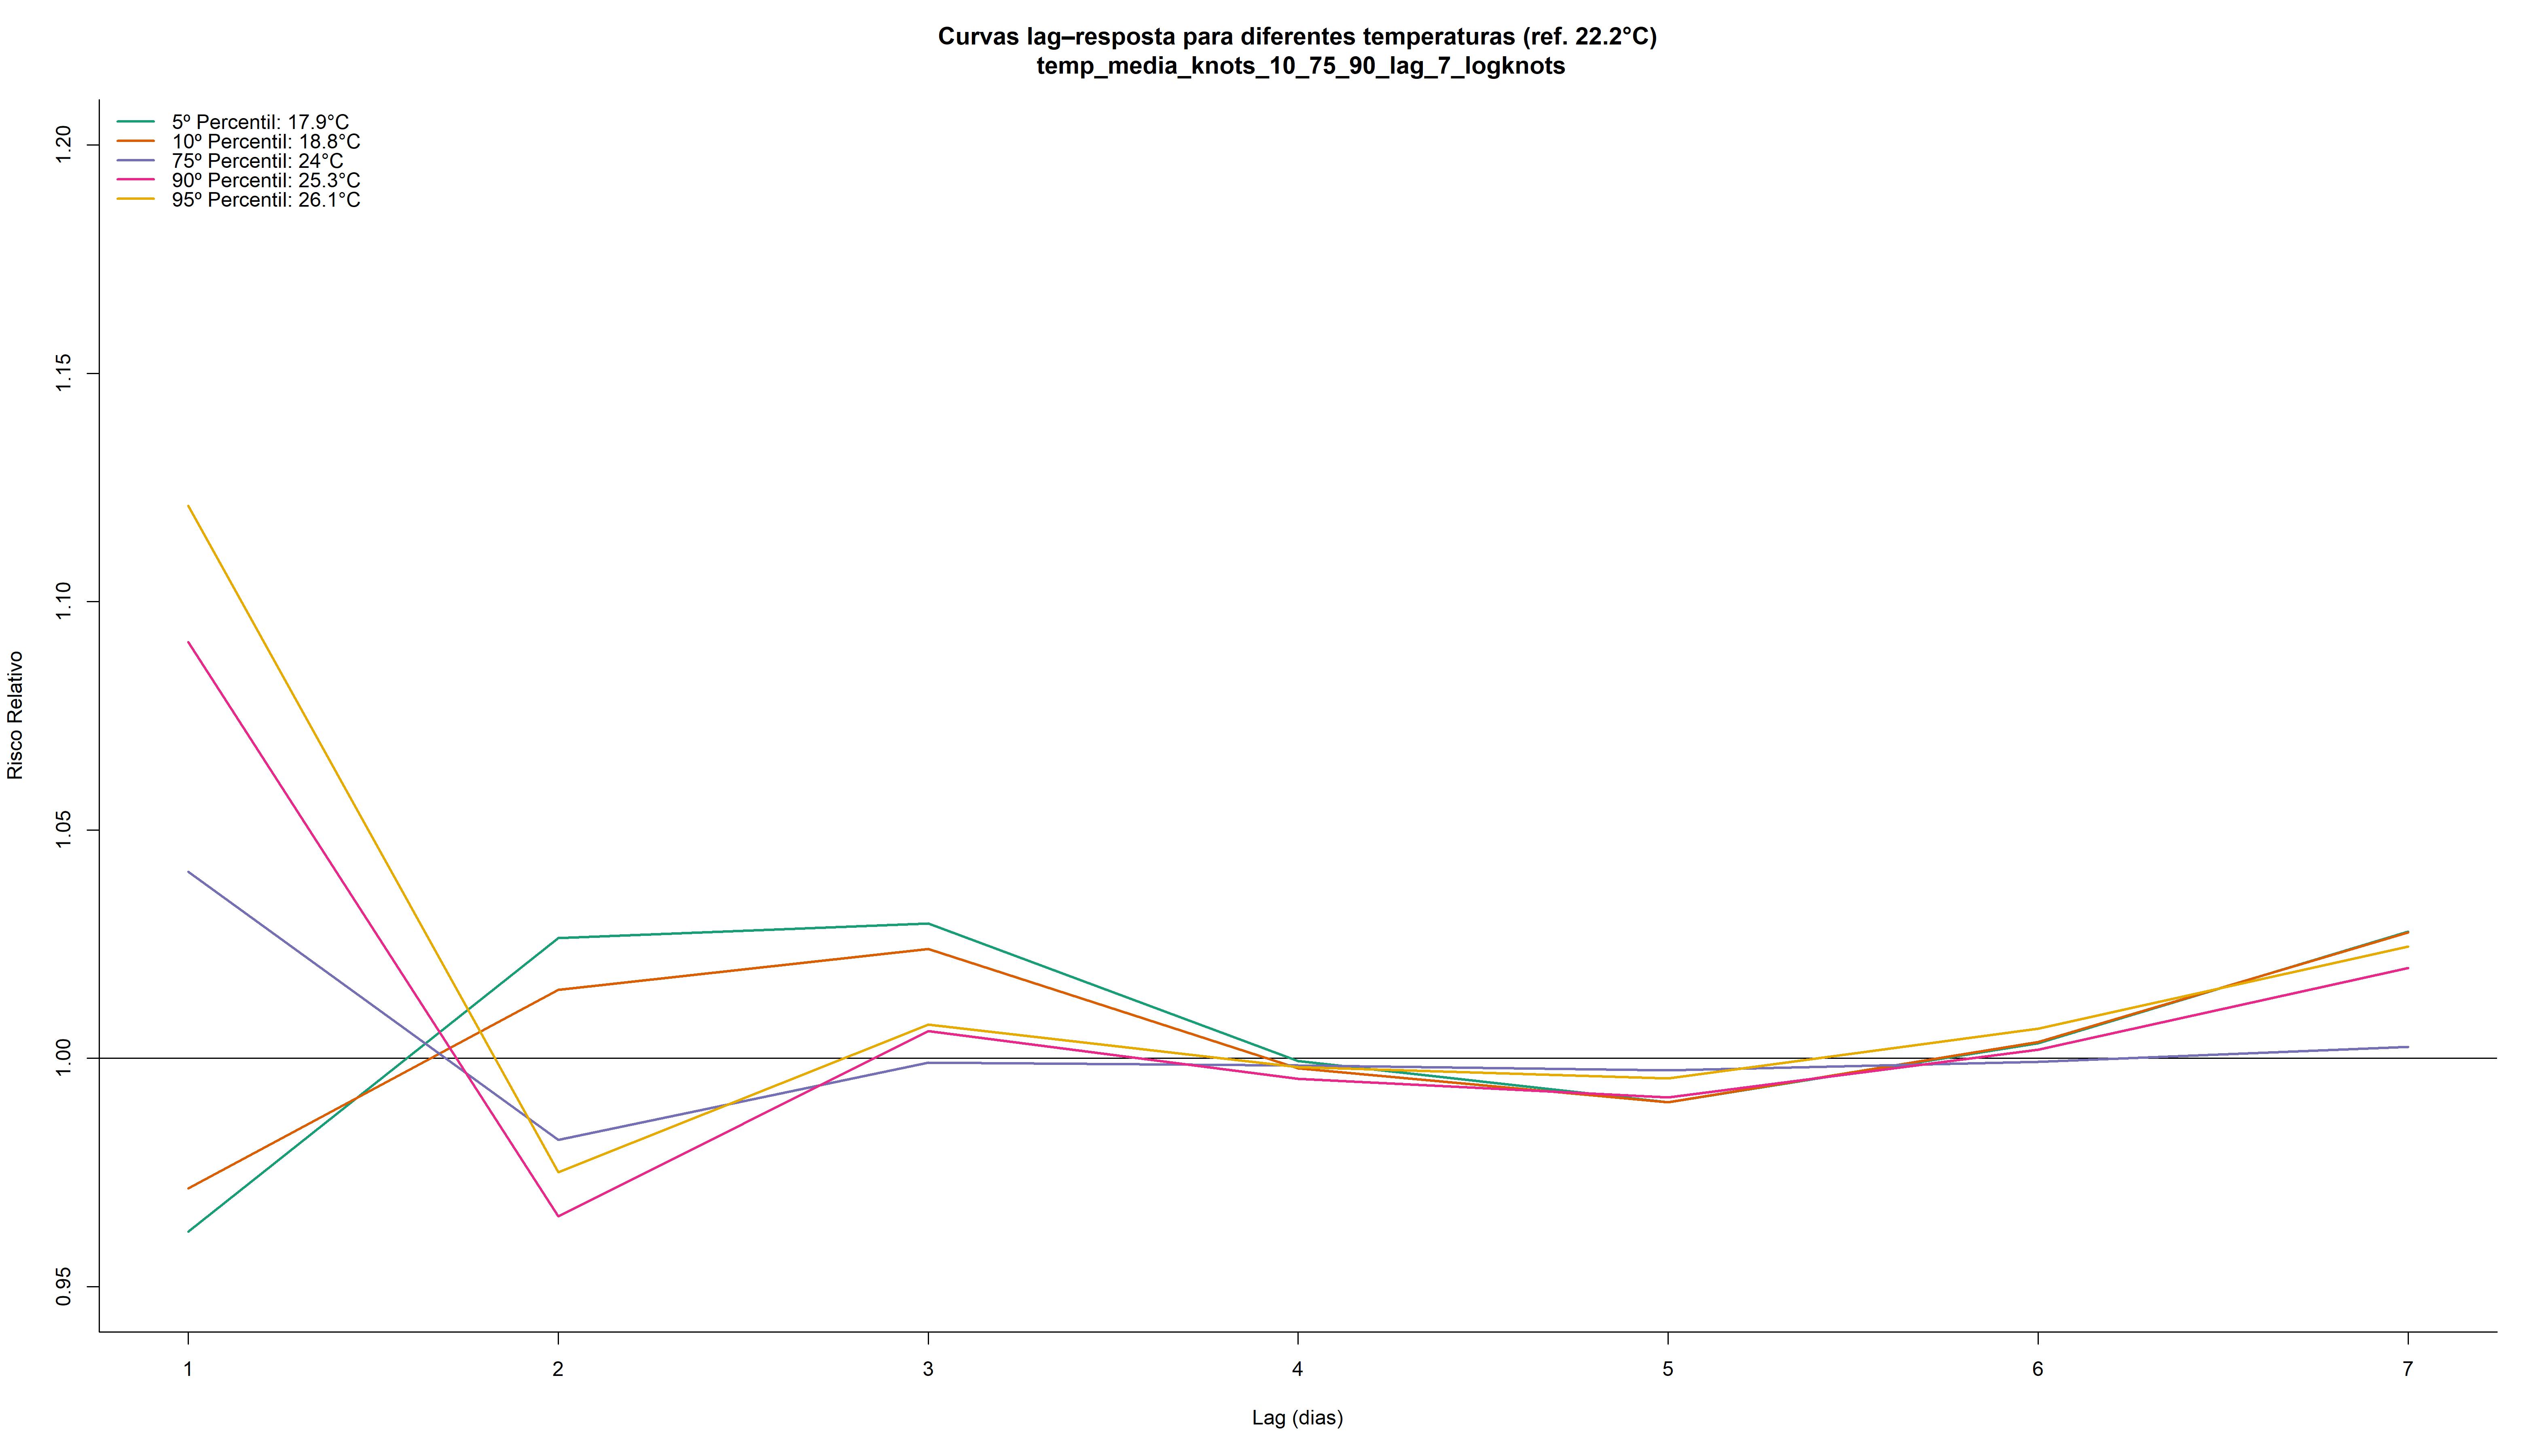 Curvas lag–resposta para diferentes temperaturas (ref. 22.2°C)
temp_media_knots_10_75_90_lag_7_logknots
5º Percentil: 17.9°C
10º Percentil: 18.8°C
75º Percentil: 24°C
90º Percentil: 25.3°C
95º Percentil: 26.1°C
1.20
1.15
1.10
1.05
1.00
0.95
Risco Relativo
1 2 3 4 5 6 7
Lag (dias)